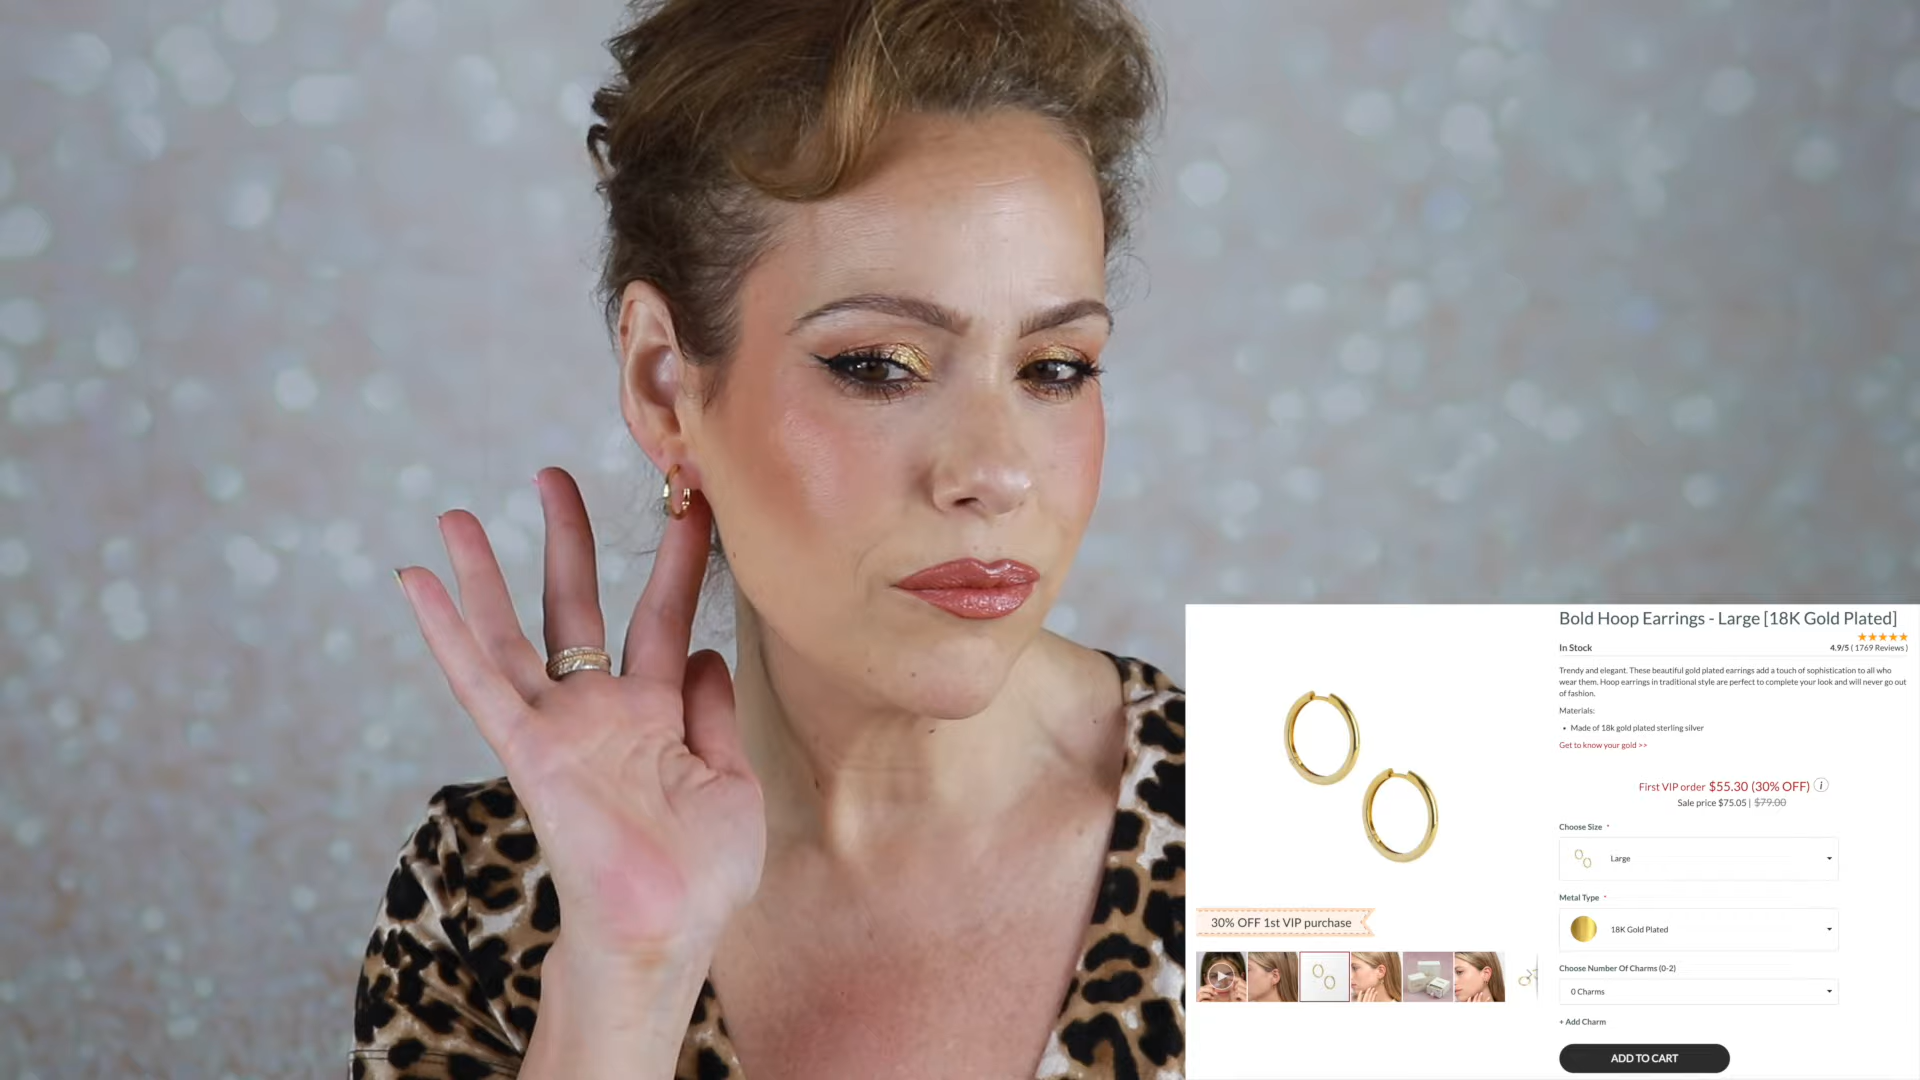 Bold Hoop Earrings - Large [18K Gold Plated]
In Stock
4.9/5 ( 1769 Reviews )
Trendy and elegant. These beautiful gold plated earrings add a touch of sophistication to all who
wear them. Hoop earrings in traditional style are perfect to complete your look and will never go out
of fashion.
Materials:
• Made of 18k gold plated sterling silver
Get to know your gold >>
First VIP order $55.30 (30% OFF) i
Sale price $75.05 | $79.00
Choose Size *
Large
30% OFF 1st VIP purchase
Metal Type *
18K Gold Plated
Choose Number Of Charms (0-2)
0 Charms
+ Add Charm
ADD TO CART